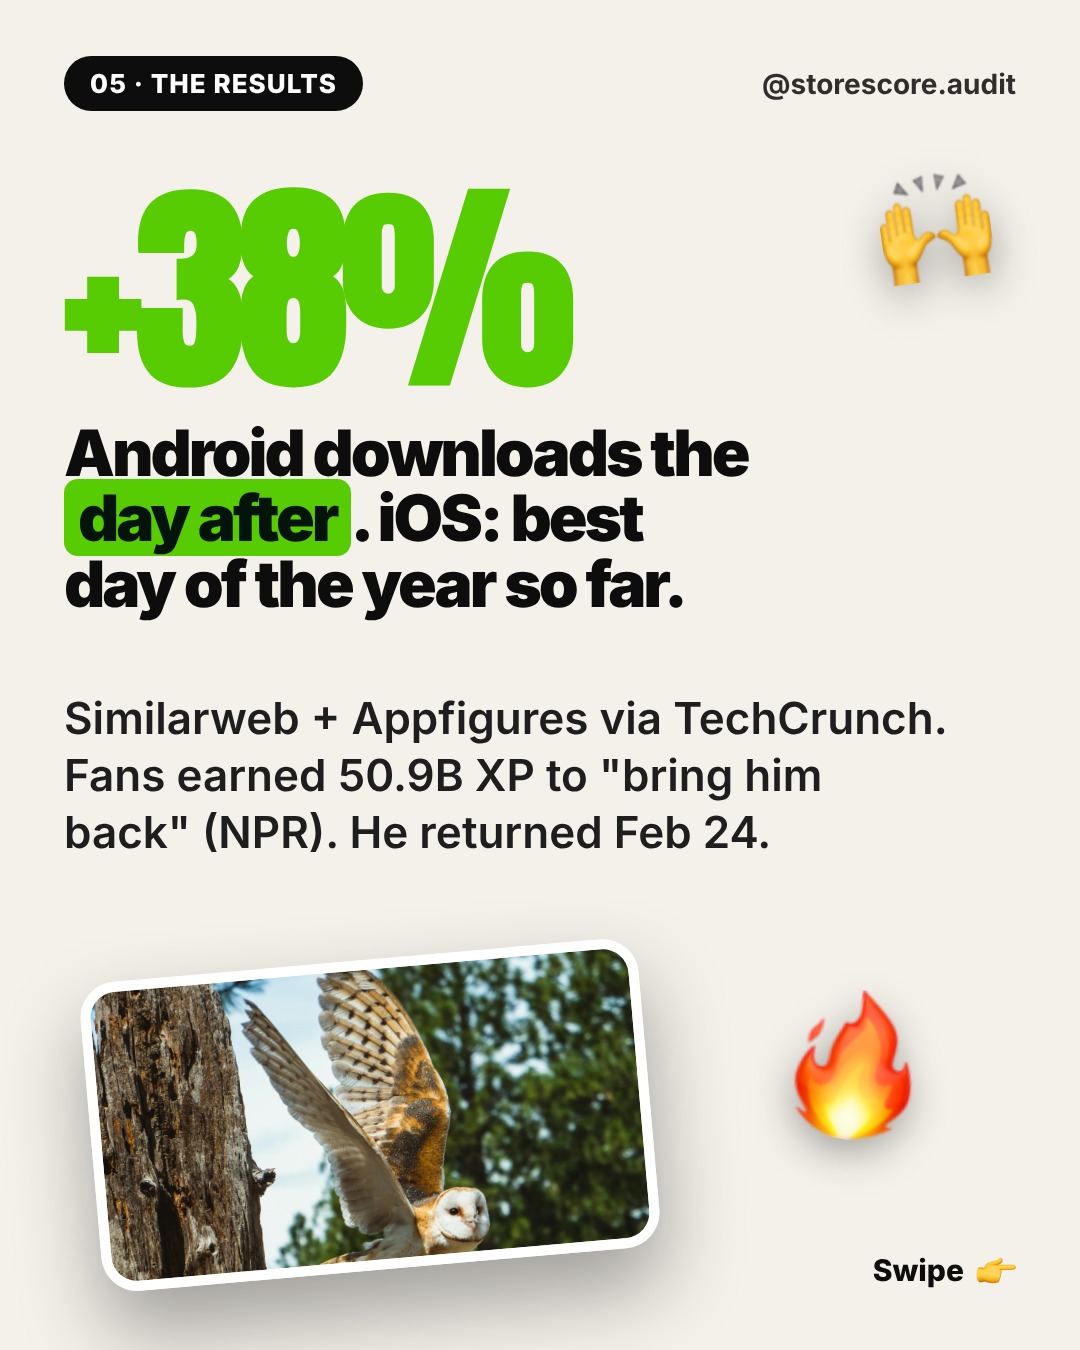 05 · THE RESULTS
@storescore.audit
+38%
Android downloads the
day after. iOS: best
day of the year so far.
Similarweb + Appfigures via TechCrunch.
Fans earned 50.9B XP to "bring him
back" (NPR). He returned Feb 24.
Swipe 👉